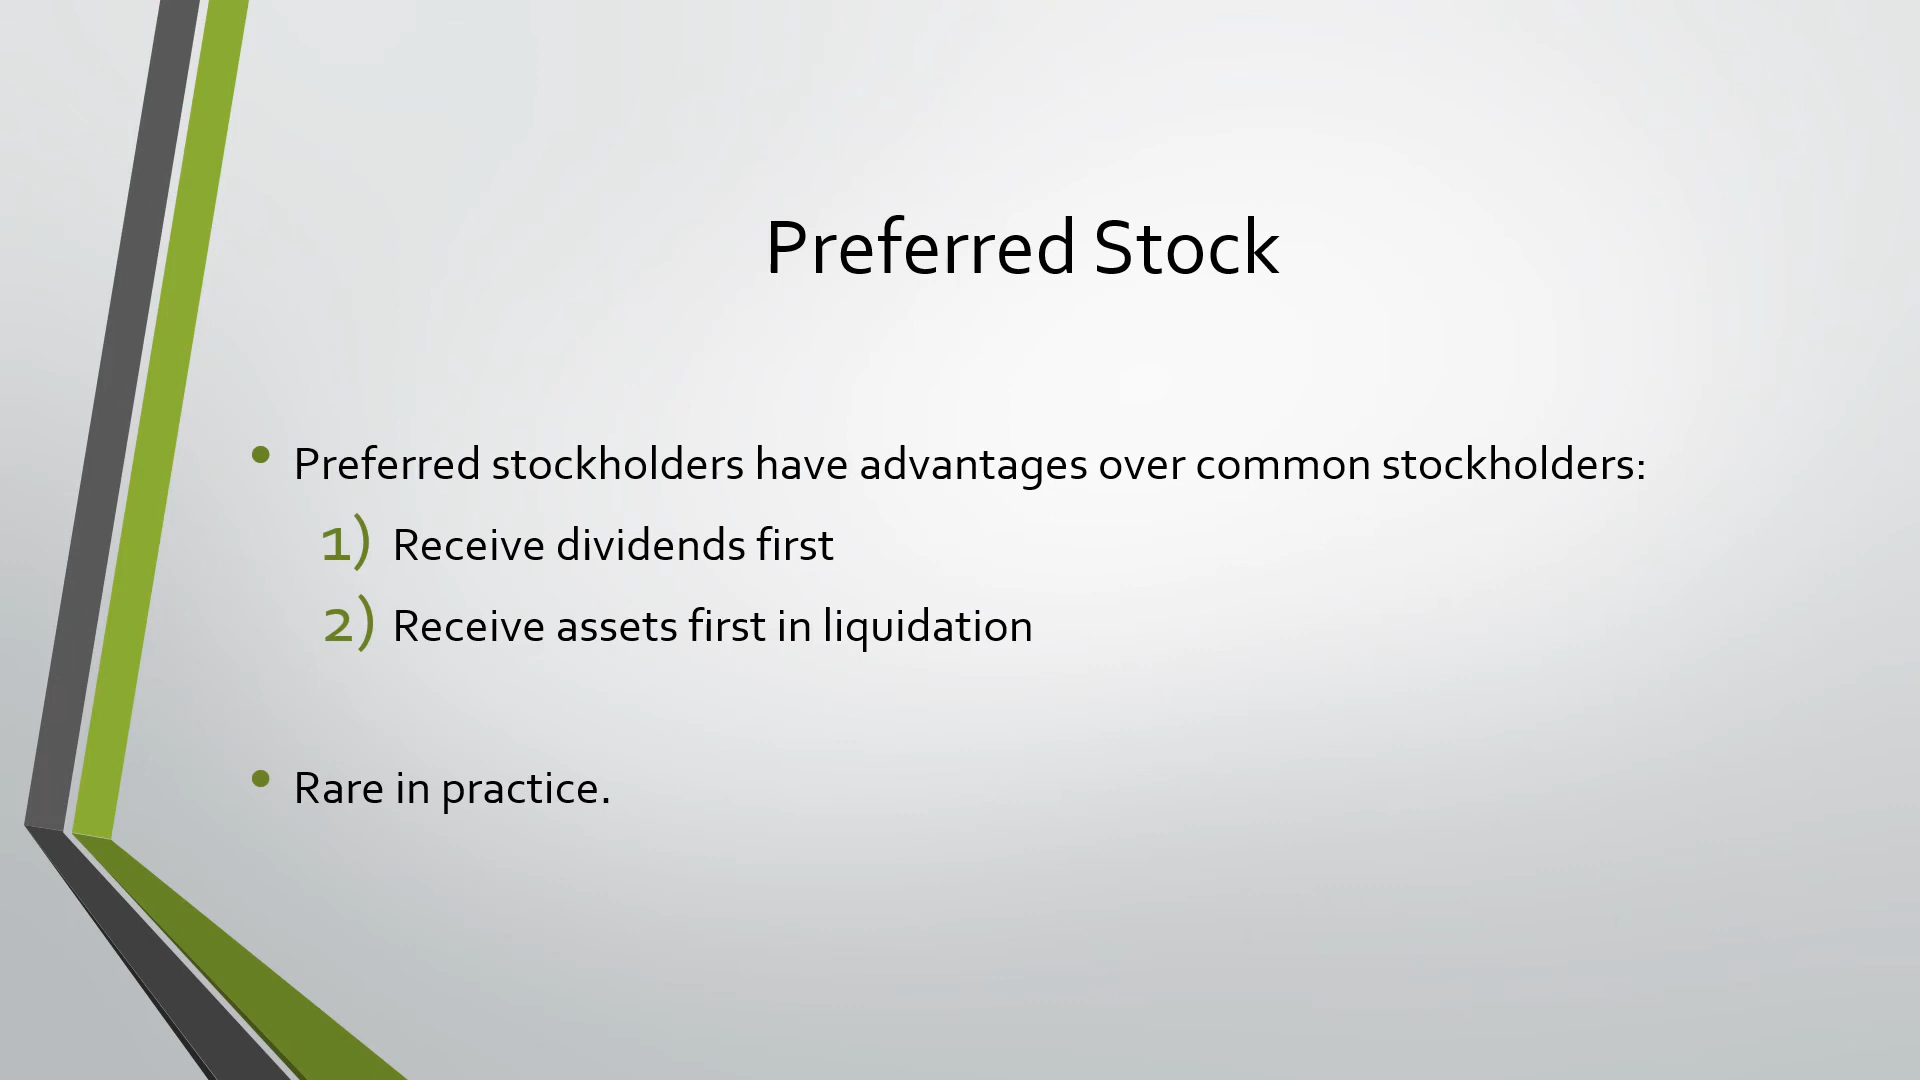 Preferred Stock
• Preferred stockholders have advantages over common stockholders:
1) Receive dividends first
2) Receive assets first in liquidation
• Rare in practice.